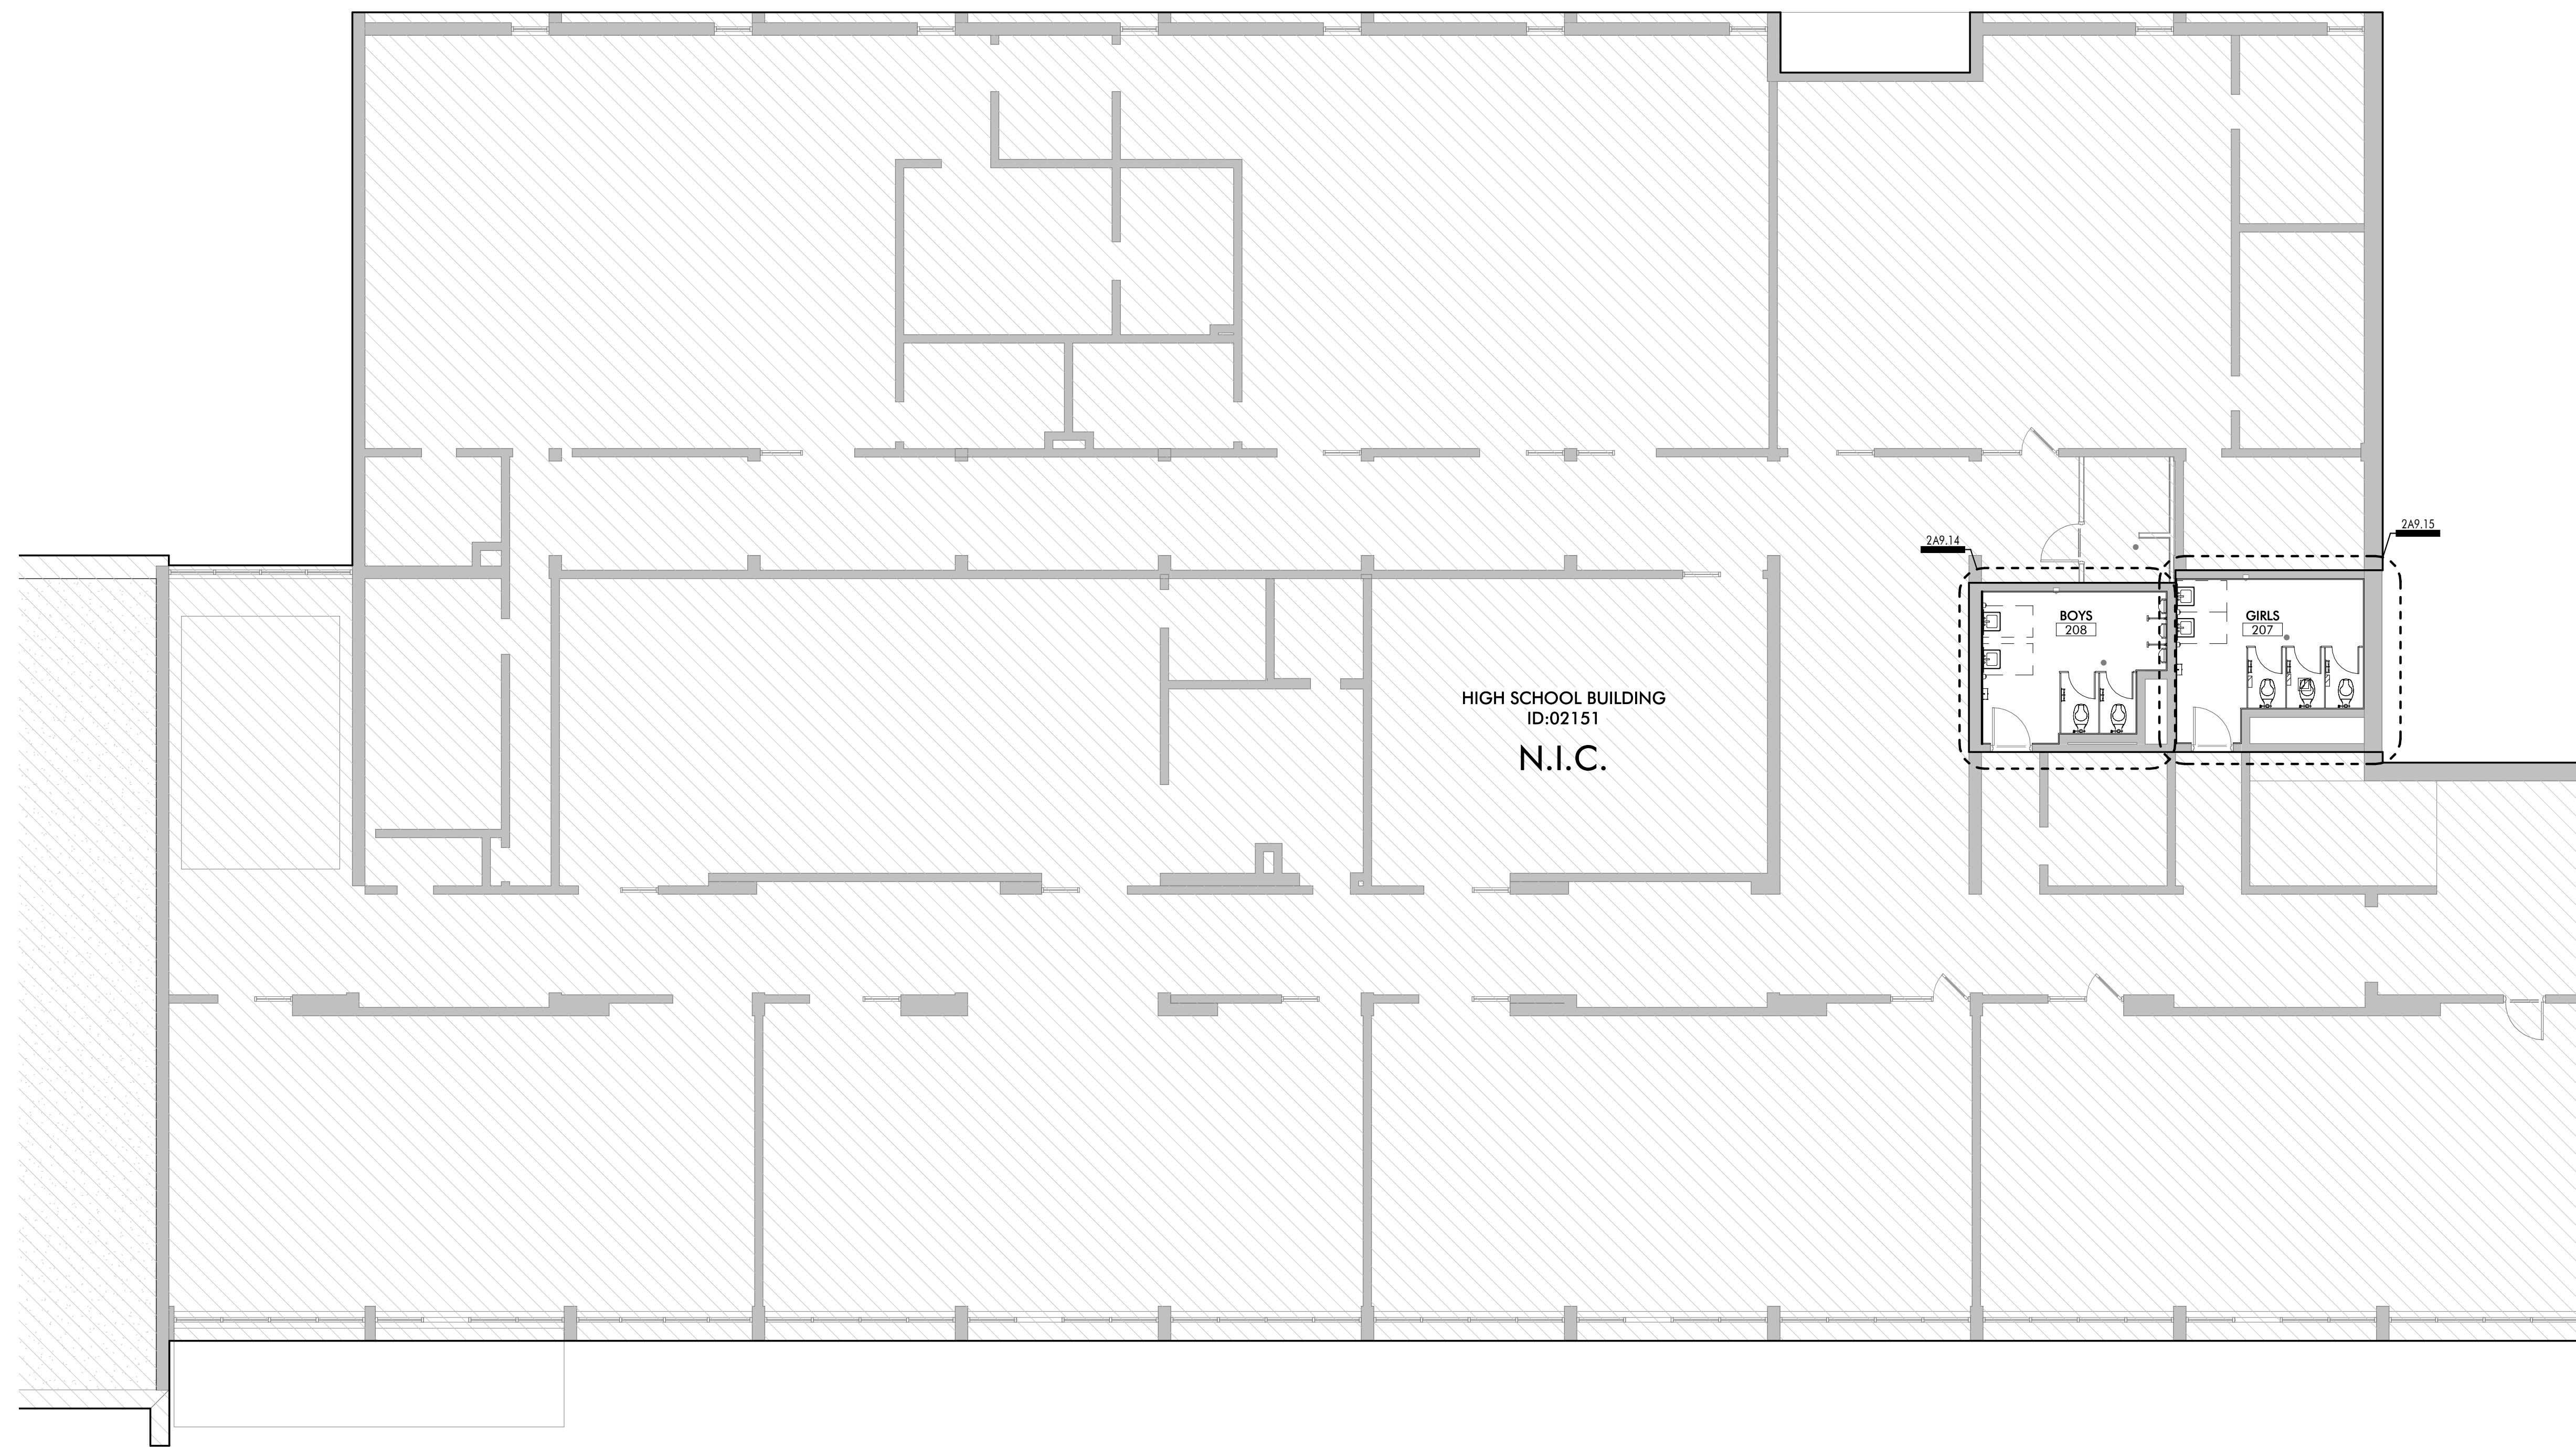 2A9.15
2A9.14
BOYS
208
GIRLS
207
HIGH SCHOOL BUILDING
ID:02151
N.I.C.